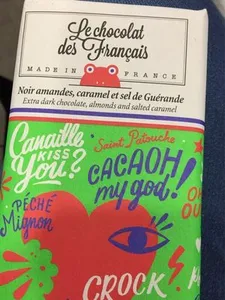 Le chocolat
des Français
MADE IN FRANCE
Noir amandes, caramel et sel de Guérande
Extra dark chocolate, almonds and salted caramel
Canaille
KISS
YOU?
Saint Patouche
CACAOH
my god!
PÉCHÉ
Mignon
CROCK